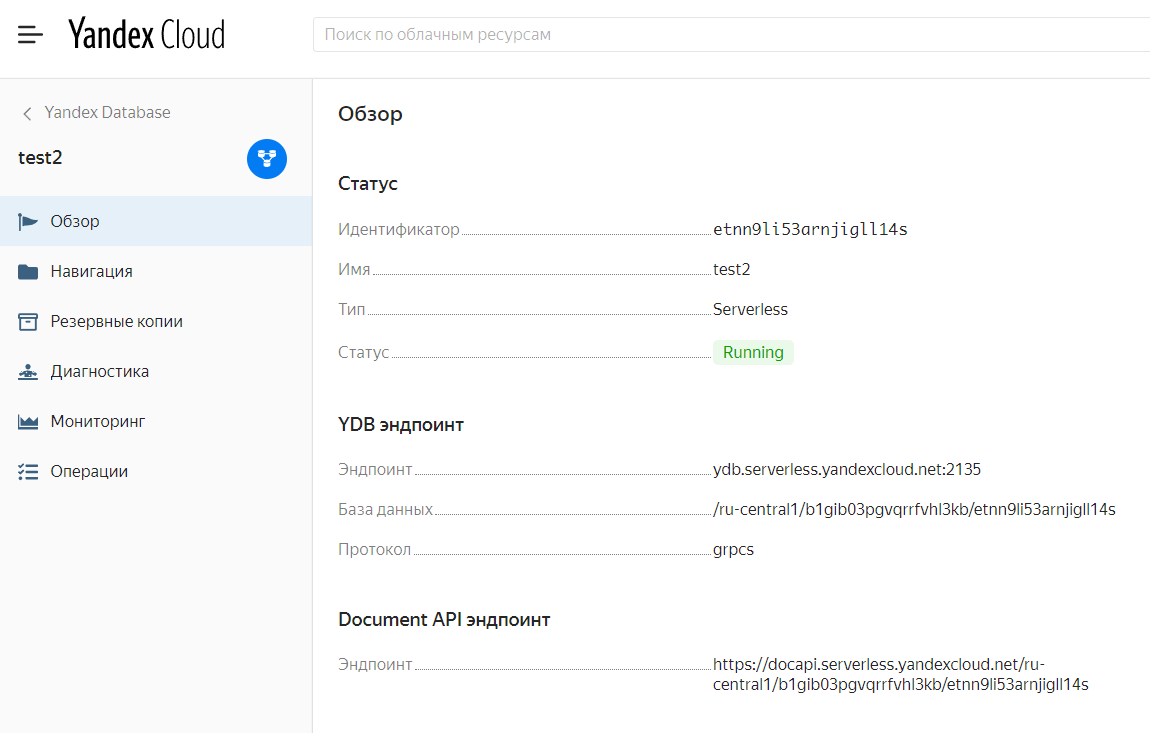 Yandex Cloud
Поиск по облачным ресурсам
Yandex Database
test2
Обзор
Навигация
Резервные копии
Диагностика
Мониторинг
Операции
Обзор
Статус
Идентификатор etnn9li53arnjigll14s
Имя test2
Тип Serverless
Статус Running
YDB эндпоинт
Эндпоинт ydb.serverless.yandexcloud.net:2135
База данных /ru-central1/b1gib03pgvqrrfvhl3kb/etnn9li53arnjigll14s
Протокол grpcs
Document API эндпоинт
Эндпоинт https://docapi.serverless.yandexcloud.net/ru-
central1/b1gib03pgvqrrfvhl3kb/etnn9li53arnjigll14s